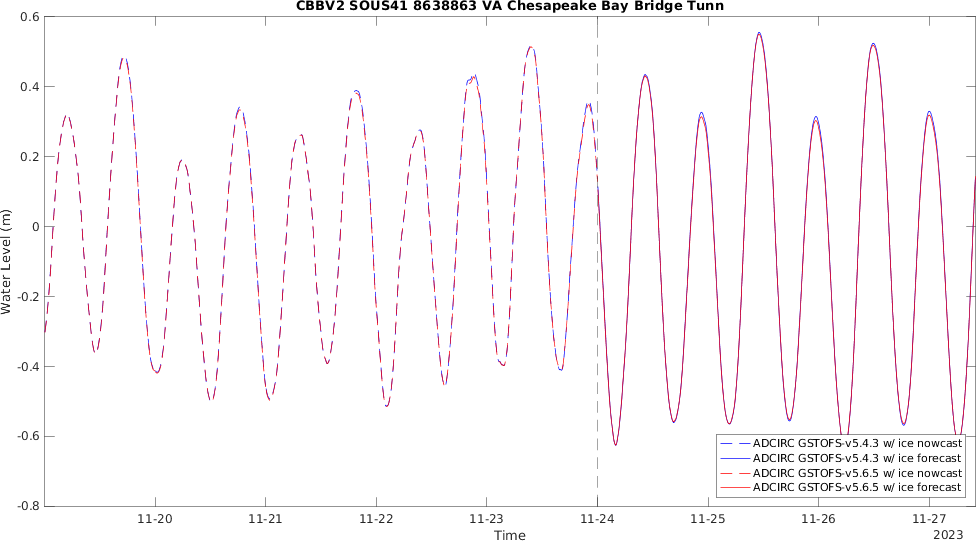 CBBV2 SOUS41 8638863 VA Chesapeake Bay Bridge Tunn
0.6
0.4
0.2
0
-0.2
-0.4
-0.6
-0.8
Water Level (m)
ADCIRC GSTOFS-v5.4.3 w/ ice nowcast
ADCIRC GSTOFS-v5.4.3 w/ ice forecast
ADCIRC GSTOFS-v5.6.5 w/ ice nowcast
ADCIRC GSTOFS-v5.6.5 w/ ice forecast
11-20 11-21 11-22 11-23 11-24 11-25 11-26 11-27
Time
2023